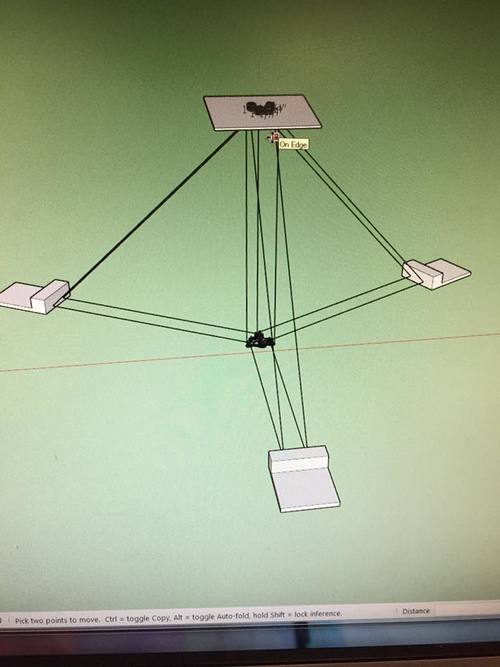 On Edge
Pick two points to move. Ctrl = toggle Copy, Alt = toggle Auto-fold, hold Shift = lock inference.
Distance